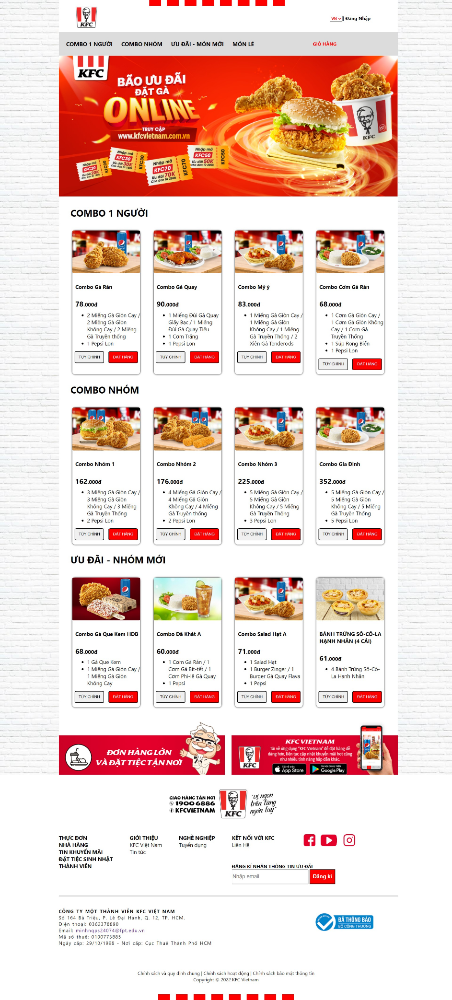 KFC
VN | Đăng Nhập
COMBO 1 NGƯỜI COMBO NHÓM ƯU ĐÃI - MÓN MỚI MÓN LẺ GIỎ HÀNG
KFC
BÃO ƯU ĐÃI
ĐẶT GÀ
ONLINE
TRUY CẬP
www.kfcvietnam.com.vn
KFC
Nhập mã
KFC20
Ưu đãi 20K
Cho đơn từ 100k
KFC20
Nhập mã
KFC30
Ưu đãi 30K
Cho đơn từ 150k
KFC30
Nhập mã
KFC70
Ưu đãi 70K
Cho đơn từ 280k
KFC70
Nhập mã
KFC50
Ưu đãi 50K
Cho đơn từ 200k
KFC50
COMBO 1 NGƯỜI
Combo Gà Rán
78.000đ
2 Miếng Gà Giòn Cay /
2 Miếng Gà Giòn
Không Cay / 2 Miếng
Gà Truyền thống
1 Pepsi Lon
TÙY CHỈNH ĐẶT HÀNG
Combo Gà Quay
90.000đ
1 Miếng Đùi Gà Quay
Giấy Bạc / 1 Miếng
Đùi Gà Quay Tiêu
1 Cơm Trắng
1 Pepsi Lon
TÙY CHỈNH ĐẶT HÀNG
Combo Mỳ ý
83.000đ
1 Miếng Gà Giòn Cay /
1 Miếng Gà Giòn
Không Cay / 1 Miếng
Gà Truyền Thống / 2
Xiên Gà Tenderods
TÙY CHỈNH ĐẶT HÀNG
Combo Cơm Gà Rán
68.000đ
1 Cơm Gà Giòn Cay /
1 Cơm Gà Giòn Không
Cay / 1 Cơm Gà
Truyền Thống
1 Súp Rong Biển
1 Pepsi Lon
TÙY CHỈNH ĐẶT HÀNG
COMBO NHÓM
Combo Nhóm 1
162.000đ
3 Miếng Gà Giòn Cay /
3 Miếng Gà Giòn
Không Cay / 3 Miếng
Gà Truyền Thống
2 Pepsi Lon
TÙY CHỈNH ĐẶT HÀNG
Combo Nhóm 2
176.000đ
4 Miếng Gà Giòn Cay /
4 Miếng Gà Giòn
Không Cay / 4 Miếng
Gà Truyền thống
2 Pepsi Lon
TÙY CHỈNH ĐẶT HÀNG
Combo Nhóm 3
225.000đ
5 Miếng Gà Giòn Cay /
5 Miếng Gà Giòn
Không Cay / 5 Miếng
Gà Truyền Thống
3 Pepsi Lon
TÙY CHỈNH ĐẶT HÀNG
Combo Gia Đình
352.000đ
5 Miếng Gà Giòn Cay /
5 Miếng Gà Giòn
Không Cay / 5 Miếng
Gà Truyền Thống
5 Pepsi Lon
TÙY CHỈNH ĐẶT HÀNG
ƯU ĐÃI - NHÓM MỚI
Combo Gà Que Kem HDB
68.000đ
1 Gà Que Kem
1 Miếng Gà Giòn Cay /
1 Miếng Gà Giòn
Không Cay
TÙY CHỈNH ĐẶT HÀNG
Combo Đã Khát A
60.000đ
1 Cơm Gà Rán / 1
Cơm Gà Bít-tết / 1
Cơm Phi-lê Gà Quay
1 Pepsi
TÙY CHỈNH ĐẶT HÀNG
Combo Salad Hạt A
71.000đ
1 Salad Hạt
1 Burger Zinger / 1
Burger Gà Quay Flava
1 Pepsi
TÙY CHỈNH ĐẶT HÀNG
BÁNH TRỨNG SÔ-CÔ-LA
HẠNH NHÂN (4 CÁI)
61.000đ
4 Bánh Trứng Sô-Cô-
La Hạnh Nhân
TÙY CHỈNH ĐẶT HÀNG
ĐƠN HÀNG LỚN
VÀ ĐẶT TIỆC TẬN NƠI
KFC
KFC VIETNAM
Tải về ứng dụng "KFC Vietnam" để đặt hàng dễ
dàng hơn, liên tục cập nhật khuyến mãi hot cũng
như nhiều tính năng hấp dẫn khác.
Tải về trên
App Store
TẢI NỘI DUNG TRÊN
Google Play
GIAO HÀNG TẬN NƠI
1900 6886
KFCVIETNAM
KFC
"vị ngon
trên từng
ngón tay"
THỰC ĐƠN
NHÀ HÀNG
TIN KHUYẾN MÃI
ĐẶT TIỆC SINH NHẬT
THÀNH VIÊN
GIỚI THIỆU
KFC Việt Nam
Tin tức
NGHỀ NGHIỆP
Tuyển dụng
KẾT NỐI VỚI KFC
Liên Hệ
ĐĂNG KÍ NHẬN THÔNG TIN ƯU ĐÃI
Nhập email Đăng kí
CÔNG TY MỘT THÀNH VIÊN KFC VIỆT NAM
Số 164 Bà Triệu, P. Lê Đại Hành, Q. 12, TP. HCM.
Điện thoại: 0362378890
Email: minhnqps24074@fpt.edu.vn
Mã số thuế: 0100773885
Ngày cấp: 29/10/1998 - Nơi cấp: Cục Thuế Thành Phố HCM
ĐÃ THÔNG BÁO
BỘ CÔNG THƯƠNG
Chính sách và quy định chung | Chính sách hoạt động | Chính sách bảo mật thông tin
Copyright © 2022 KFC Vietnam